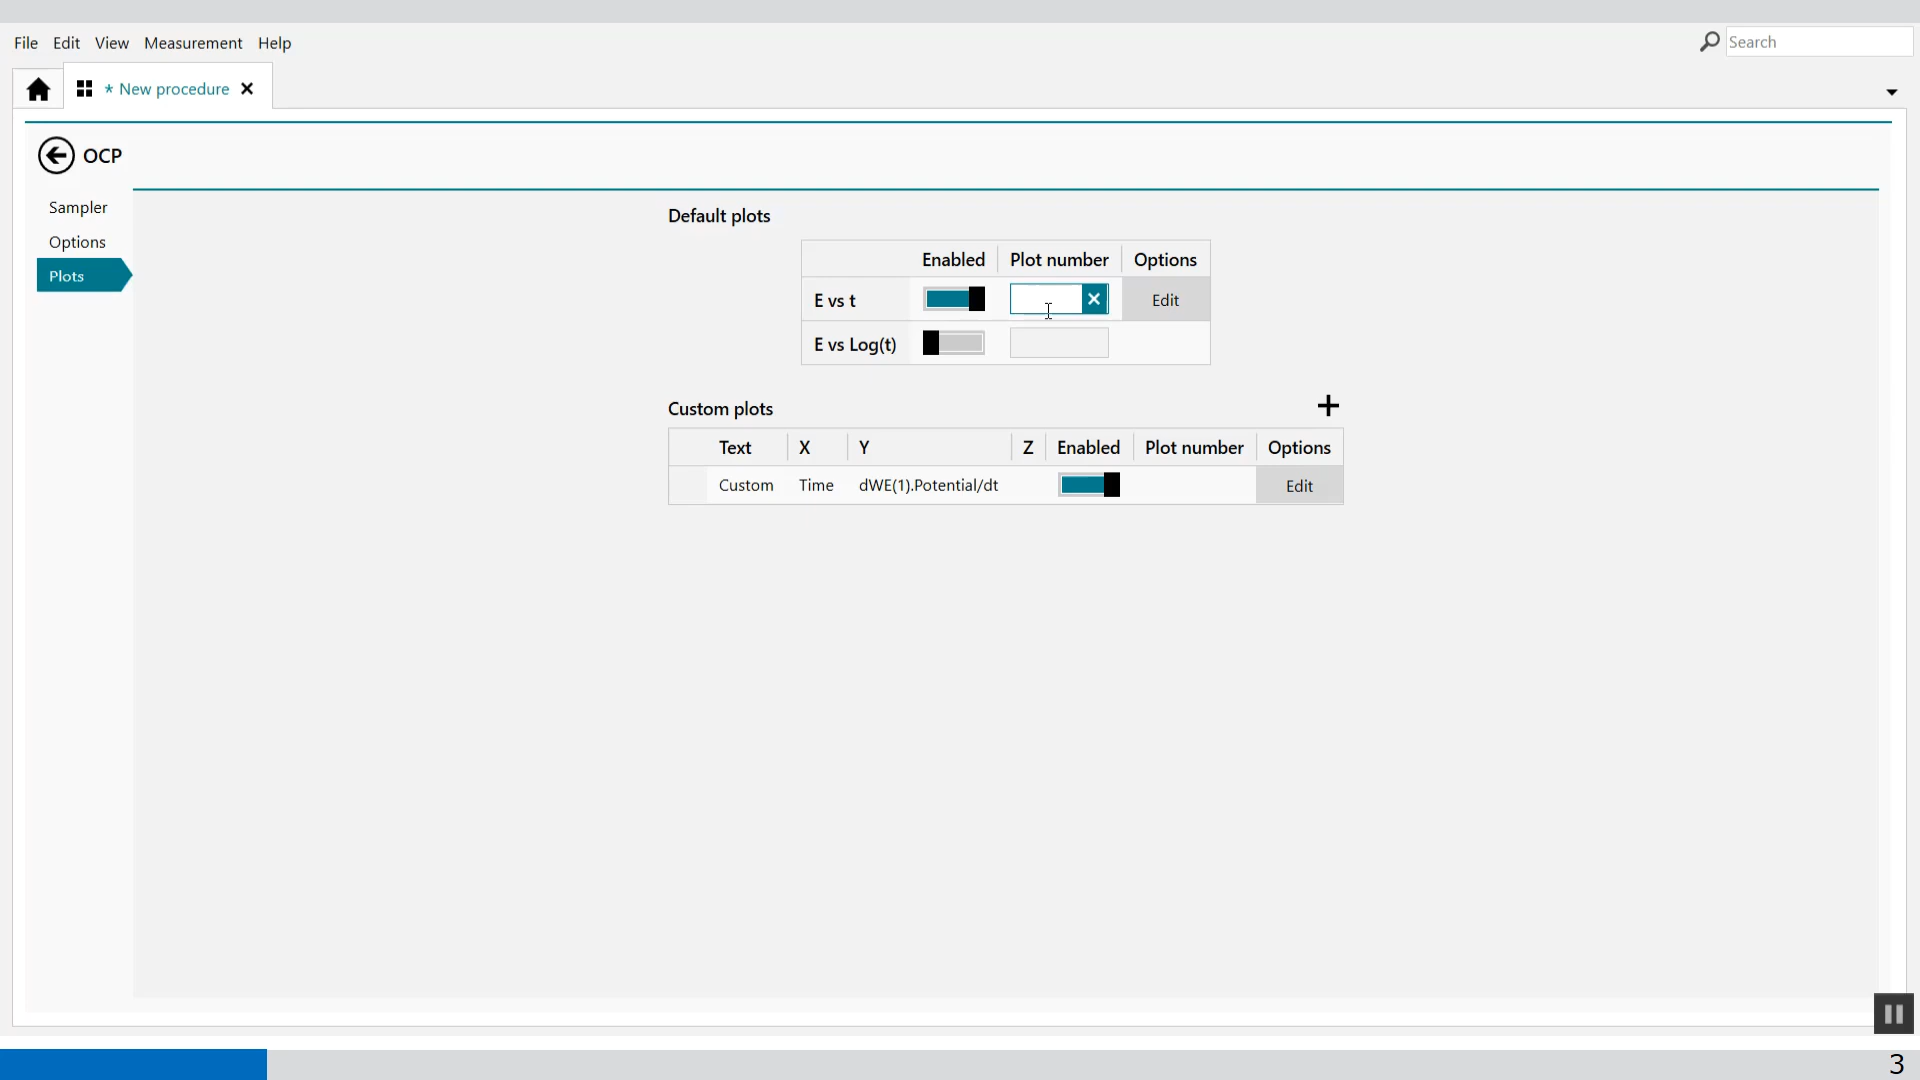 File Edit View Measurement Help
Search
* New procedure
OCP
Sampler
Options
Plots
Default plots
Enabled Plot number Options
E vs t Edit
E vs Log(t)
Custom plots
Text X Y Z Enabled Plot number Options
Custom Time dWE(1).Potential/dt Edit
3